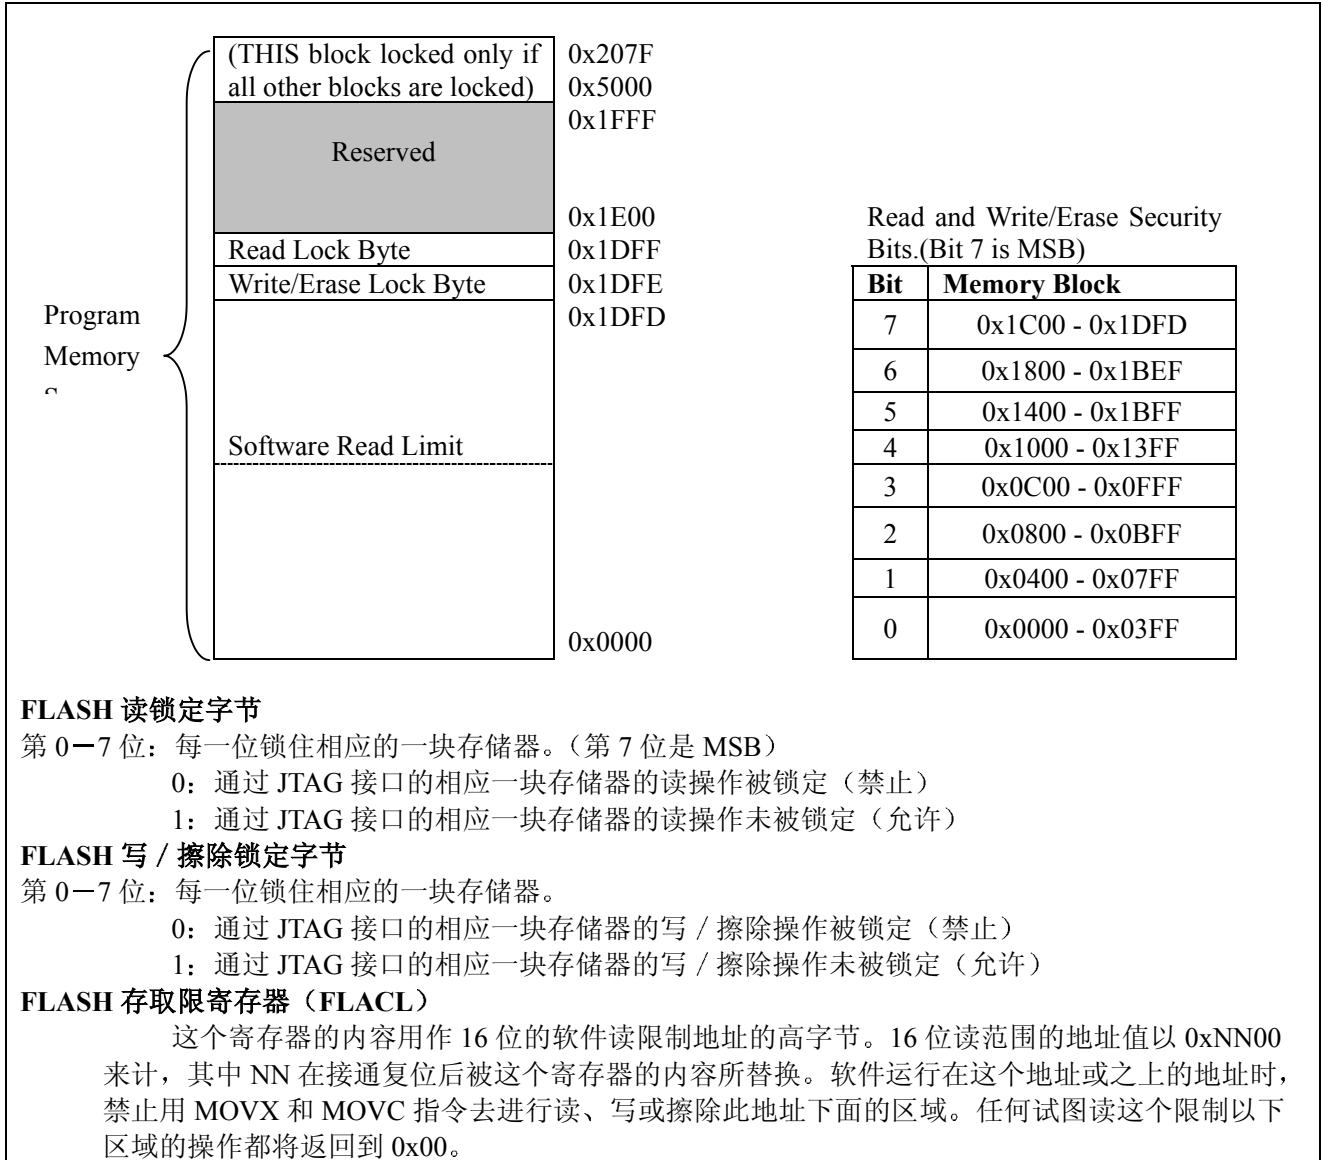 (THIS block locked only if
all other blocks are locked)
0x207F
0x5000
0x1FFF
Reserved
0x1E00
Read Lock Byte
0x1DFF
Write/Erase Lock Byte
0x1DFE
0x1DFD
Program
Memory
Software Read Limit
0x0000
Read and Write/Erase Security
Bits.(Bit 7 is MSB)
Bit Memory Block
7 0x1C00 - 0x1DFD
6 0x1800 - 0x1BEF
5 0x1400 - 0x1BFF
4 0x1000 - 0x13FF
3 0x0C00 - 0x0FFF
2 0x0800 - 0x0BFF
1 0x0400 - 0x07FF
0 0x0000 - 0x03FF
FLASH 读锁定字节
第 0－7 位：每一位锁住相应的一块存储器。（第 7 位是 MSB）
0：通过 JTAG 接口的相应一块存储器的读操作被锁定（禁止）
1：通过 JTAG 接口的相应一块存储器的读操作未被锁定（允许）
FLASH 写／擦除锁定字节
第 0－7 位：每一位锁住相应的一块存储器。
0：通过 JTAG 接口的相应一块存储器的写／擦除操作被锁定（禁止）
1：通过 JTAG 接口的相应一块存储器的写／擦除操作未被锁定（允许）
FLASH 存取限寄存器（FLACL）
这个寄存器的内容用作 16 位的软件读限制地址的高字节。16 位读范围的地址值以 0xNN00
来计，其中 NN 在接通复位后被这个寄存器的内容所替换。软件运行在这个地址或之上的地址时，
禁止用 MOVX 和 MOVC 指令去进行读、写或擦除此地址下面的区域。任何试图读这个限制以下
区域的操作都将返回到 0x00。